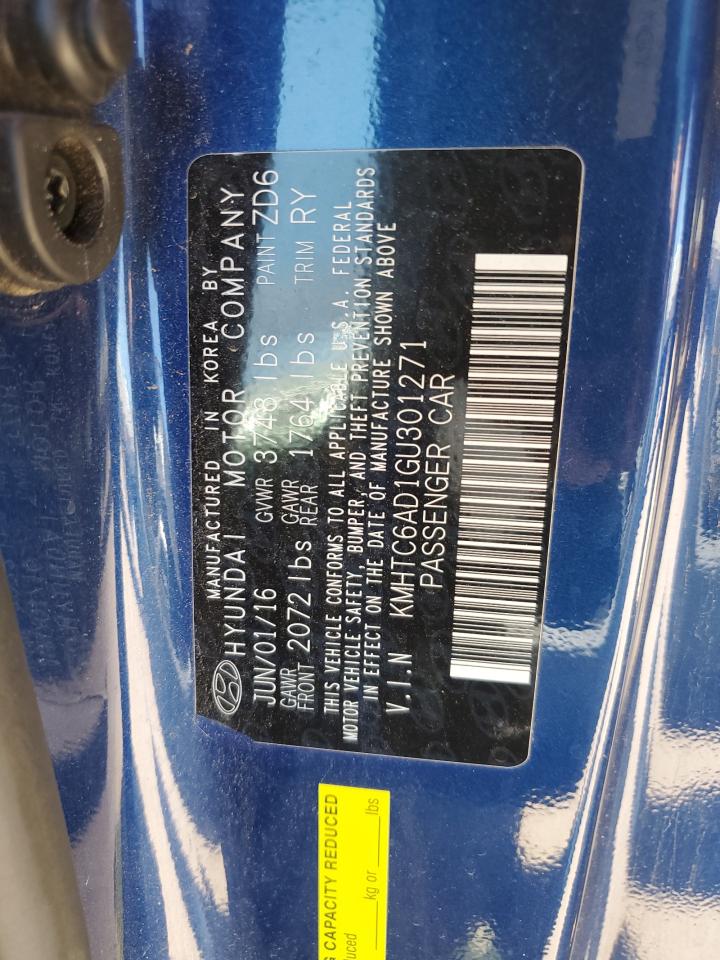 MANUFACTURED IN KOREA BY
HYUNDAI MOTOR COMPANY
JUN/01/16 GVWR 3748 lbs PAINT ZD6
GAWR FRONT 2072 lbs GAWR REAR 1764 lbs TRIM RY
THIS VEHICLE CONFORMS TO ALL APPLICABLE U.S.A. FEDERAL
MOTOR VEHICLE SAFETY, BUMPER, AND THEFT PREVENTION STANDARDS
IN EFFECT ON THE DATE OF MANUFACTURE SHOWN ABOVE
V.I.N KMHTC6AD1GU301271
PASSENGER CAR
CAPACITY REDUCED
kg or lbs